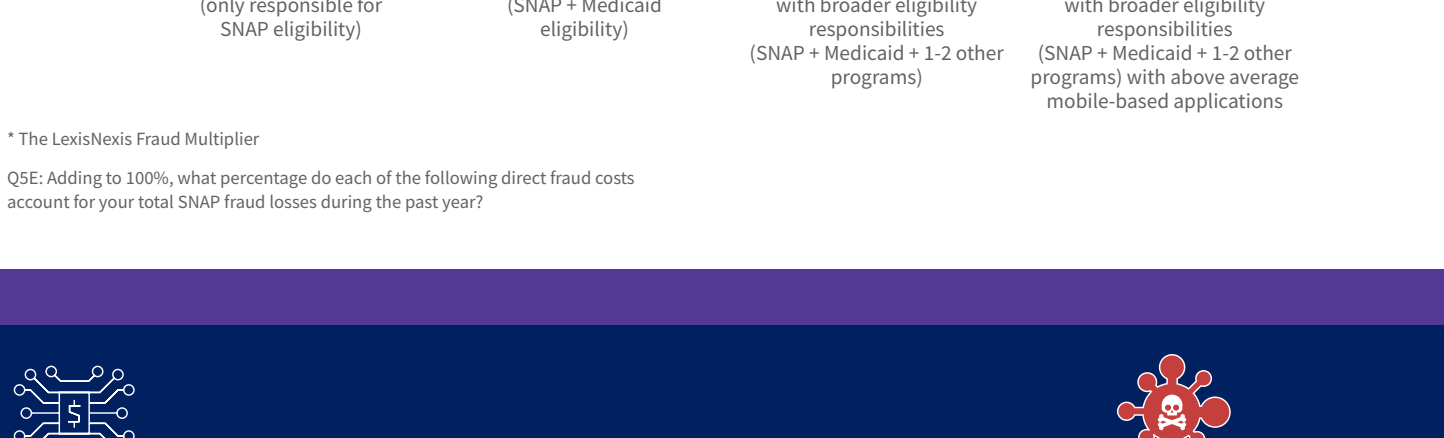 (only responsible for
SNAP eligibility)
(SNAP + Medicaid
eligibility)
with broader eligibility
responsibilities
(SNAP + Medicaid + 1-2 other
programs)
with broader eligibility
responsibilities
(SNAP + Medicaid + 1-2 other
programs) with above average
mobile-based applications
* The LexisNexis Fraud Multiplier
Q5E: Adding to 100%, what percentage do each of the following direct fraud costs
account for your total SNAP fraud losses during the past year?
$